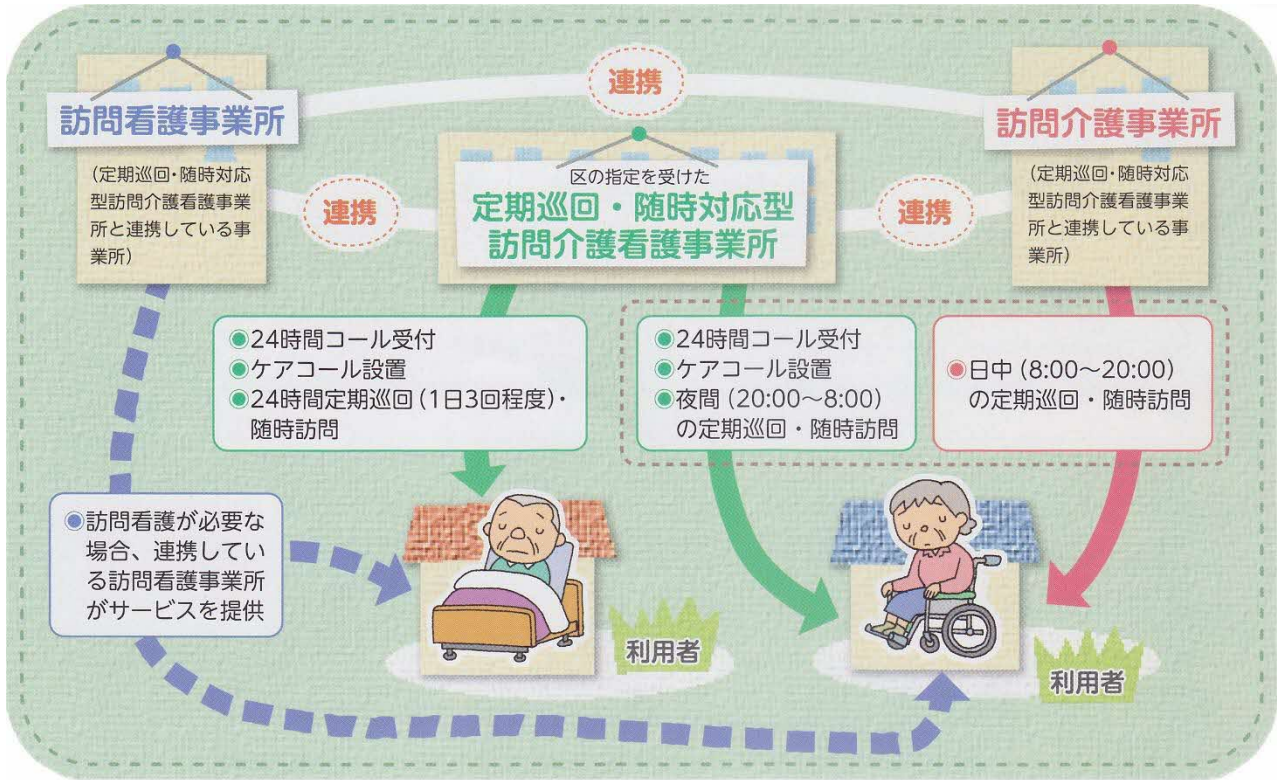 連携
訪問看護事業所
(定期巡回・随時対応
型訪問介護看護事業
所と連携している事
業所)
連携
区の指定を受けた
定期巡回・随時対応型
訪問介護看護事業所
連携
訪問介護事業所
(定期巡回・随時対応
型訪問介護看護事業
所と連携している事
業所)
●24時間コール受付
●ケアコール設置
●24時間定期巡回(1日3回程度)・
随時訪問
●24時間コール受付
●ケアコール設置
●夜間(20:00～8:00)
の定期巡回・随時訪問
●日中(8:00～20:00)
の定期巡回・随時訪問
●訪問看護が必要な
場合、連携してい
る訪問看護事業所
がサービスを提供
利用者
利用者